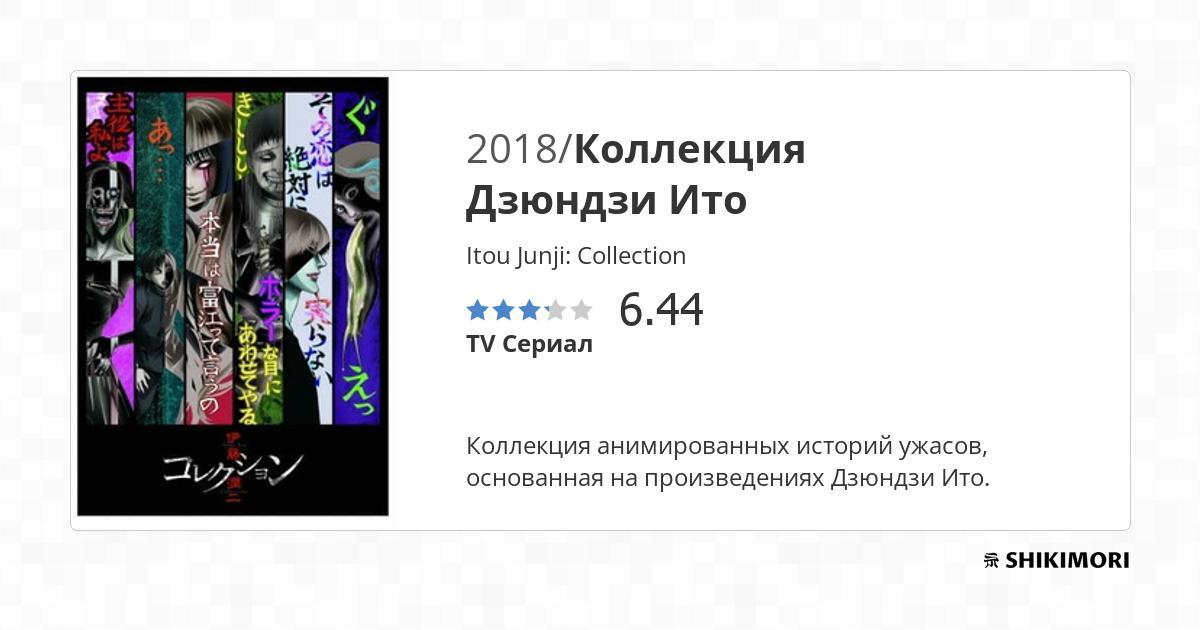 主役は
私よ
あっ…
本当は富江って言うの
きししし
ホラーな目に
あわせてやる
その恋は
絶対に
実らない
ぐ
えっ
伊藤潤二
コレクション
2018/Коллекция
Дзюндзи Ито
Itou Junji: Collection
6.44
TV Сериал
Коллекция анимированных историй ужасов,
основанная на произведениях Дзюндзи Ито.
SHIKIMORI